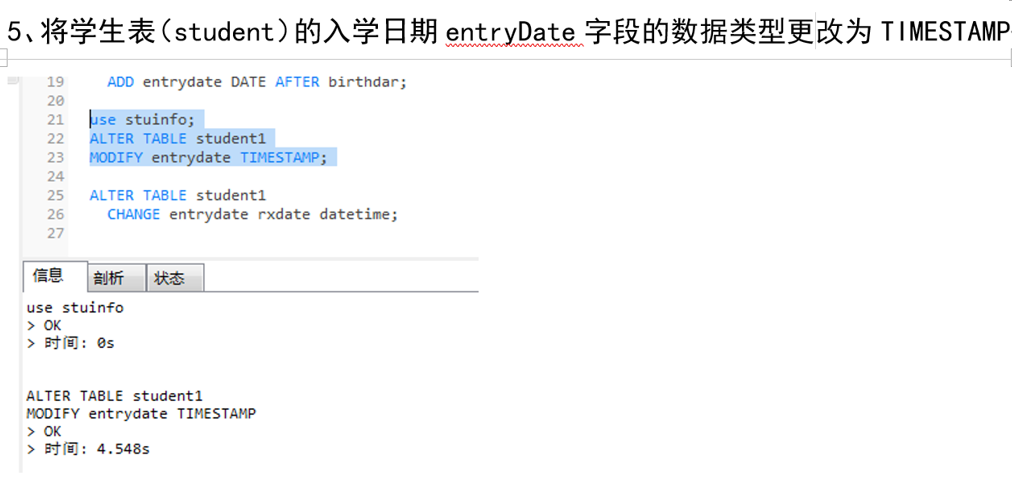 5、将学生表(student)的入学日期 entryDate 字段的数据类型更改为 TIMESTAMP
19 ADD entrydate DATE AFTER birthdar;
20
21 use stuinfo;
22 ALTER TABLE student1
23 MODIFY entrydate TIMESTAMP;
24
25 ALTER TABLE student1
26 CHANGE entrydate rxdate datetime;
27
信息 剖析 状态
use stuinfo
> OK
> 时间: 0s
ALTER TABLE student1
MODIFY entrydate TIMESTAMP
> OK
> 时间: 4.548s